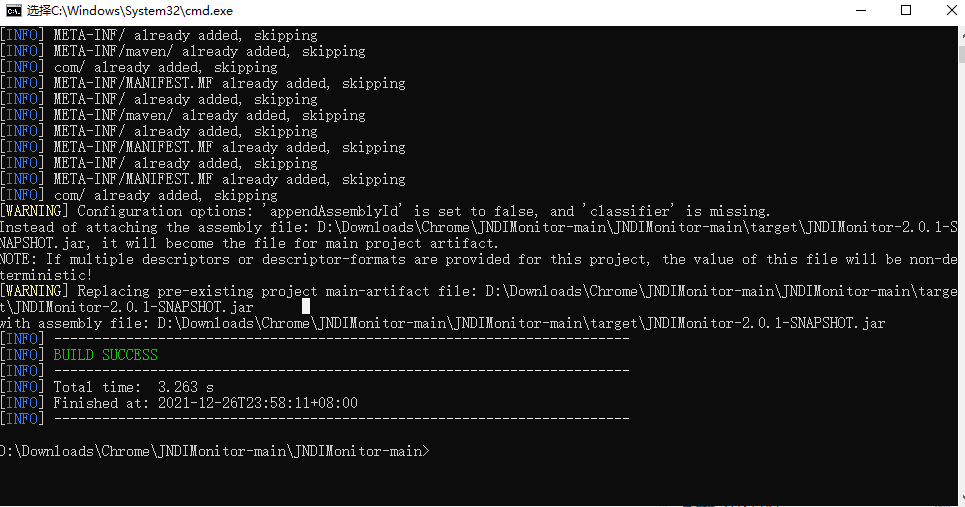 选择C:\Windows\System32\cmd.exe
[INFO] META-INF/ already added, skipping
[INFO] META-INF/maven/ already added, skipping
[INFO] com/ already added, skipping
[INFO] META-INF/MANIFEST.MF already added, skipping
[INFO] META-INF/ already added, skipping
[INFO] META-INF/maven/ already added, skipping
[INFO] META-INF/ already added, skipping
[INFO] META-INF/MANIFEST.MF already added, skipping
[INFO] META-INF/ already added, skipping
[INFO] META-INF/MANIFEST.MF already added, skipping
[INFO] com/ already added, skipping
[WARNING] Configuration options: 'appendAssemblyId' is set to false, and 'classifier' is missing.
Instead of attaching the assembly file: D:\Downloads\Chrome\JNDIMonitor-main\JNDIMonitor-main\target\JNDIMonitor-2.0.1-S
NAPSHOT.jar, it will become the file for main project artifact.
NOTE: If multiple descriptors or descriptor-formats are provided for this project, the value of this file will be non-de
terministic!
[WARNING] Replacing pre-existing project main-artifact file: D:\Downloads\Chrome\JNDIMonitor-main\JNDIMonitor-main\targe
t\JNDIMonitor-2.0.1-SNAPSHOT.jar
with assembly file: D:\Downloads\Chrome\JNDIMonitor-main\JNDIMonitor-main\target\JNDIMonitor-2.0.1-SNAPSHOT.jar
[INFO] ------------------------------------------------------------------------
[INFO] BUILD SUCCESS
[INFO] ------------------------------------------------------------------------
[INFO] Total time:  3.263 s
[INFO] Finished at: 2021-12-26T23:58:11+08:00
[INFO] ------------------------------------------------------------------------
D:\Downloads\Chrome\JNDIMonitor-main\JNDIMonitor-main>